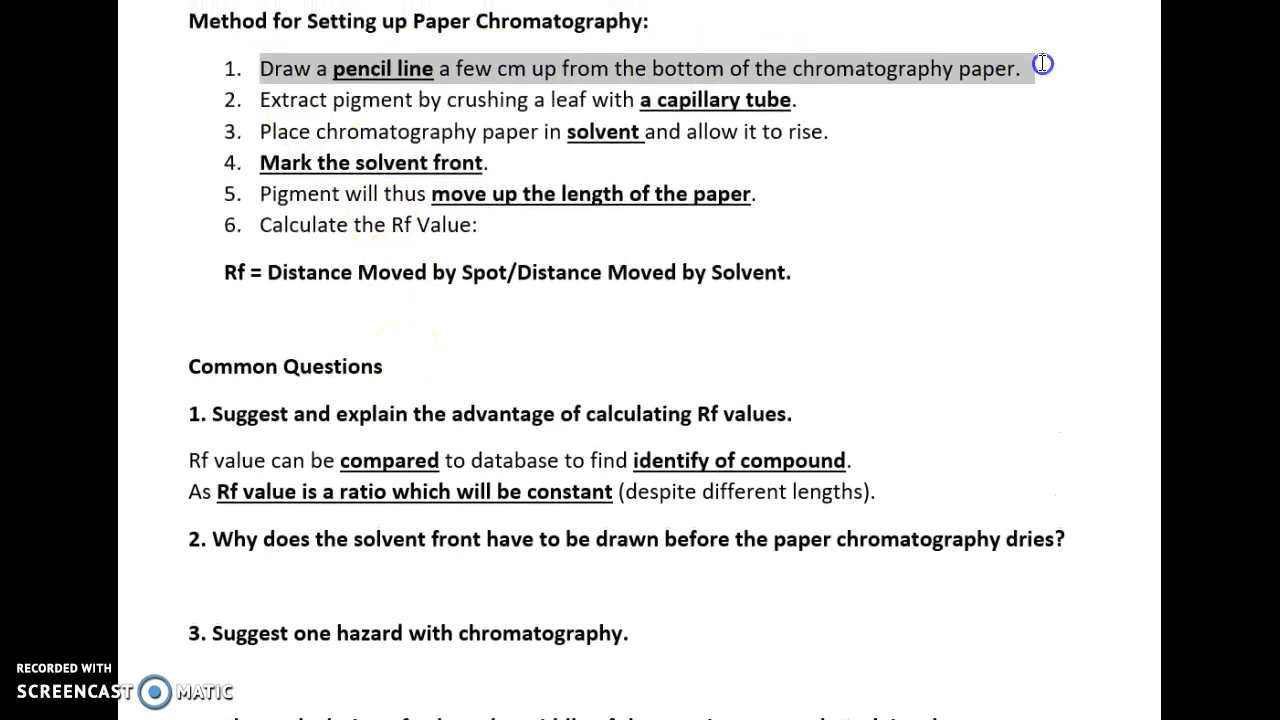 Method for Setting up Paper Chromatography:
1. Draw a pencil line a few cm up from the bottom of the chromatography paper.
2. Extract pigment by crushing a leaf with a capillary tube.
3. Place chromatography paper in solvent and allow it to rise.
4. Mark the solvent front.
5. Pigment will thus move up the length of the paper.
6. Calculate the Rf Value:
Rf = Distance Moved by Spot/Distance Moved by Solvent.
Common Questions
1. Suggest and explain the advantage of calculating Rf values.
Rf value can be compared to database to find identify of compound.
As Rf value is a ratio which will be constant (despite different lengths).
2. Why does the solvent front have to be drawn before the paper chromatography dries?
3. Suggest one hazard with chromatography.
RECORDED WITH
SCREENCAST MATIC